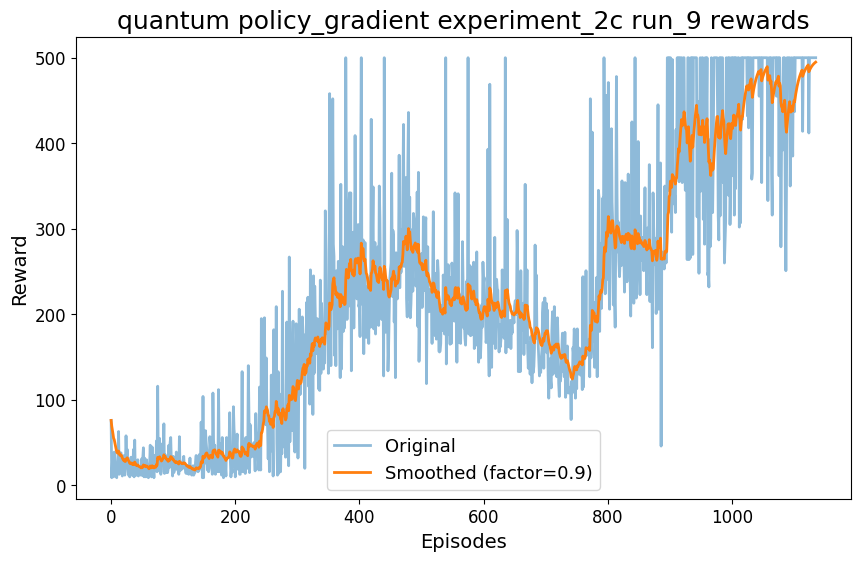 quantum policy_gradient experiment_2c run_9 rewards
500
400
300
200
100
0
Reward
Original
Smoothed (factor=0.9)
0 200 400 600 800 1000
Episodes